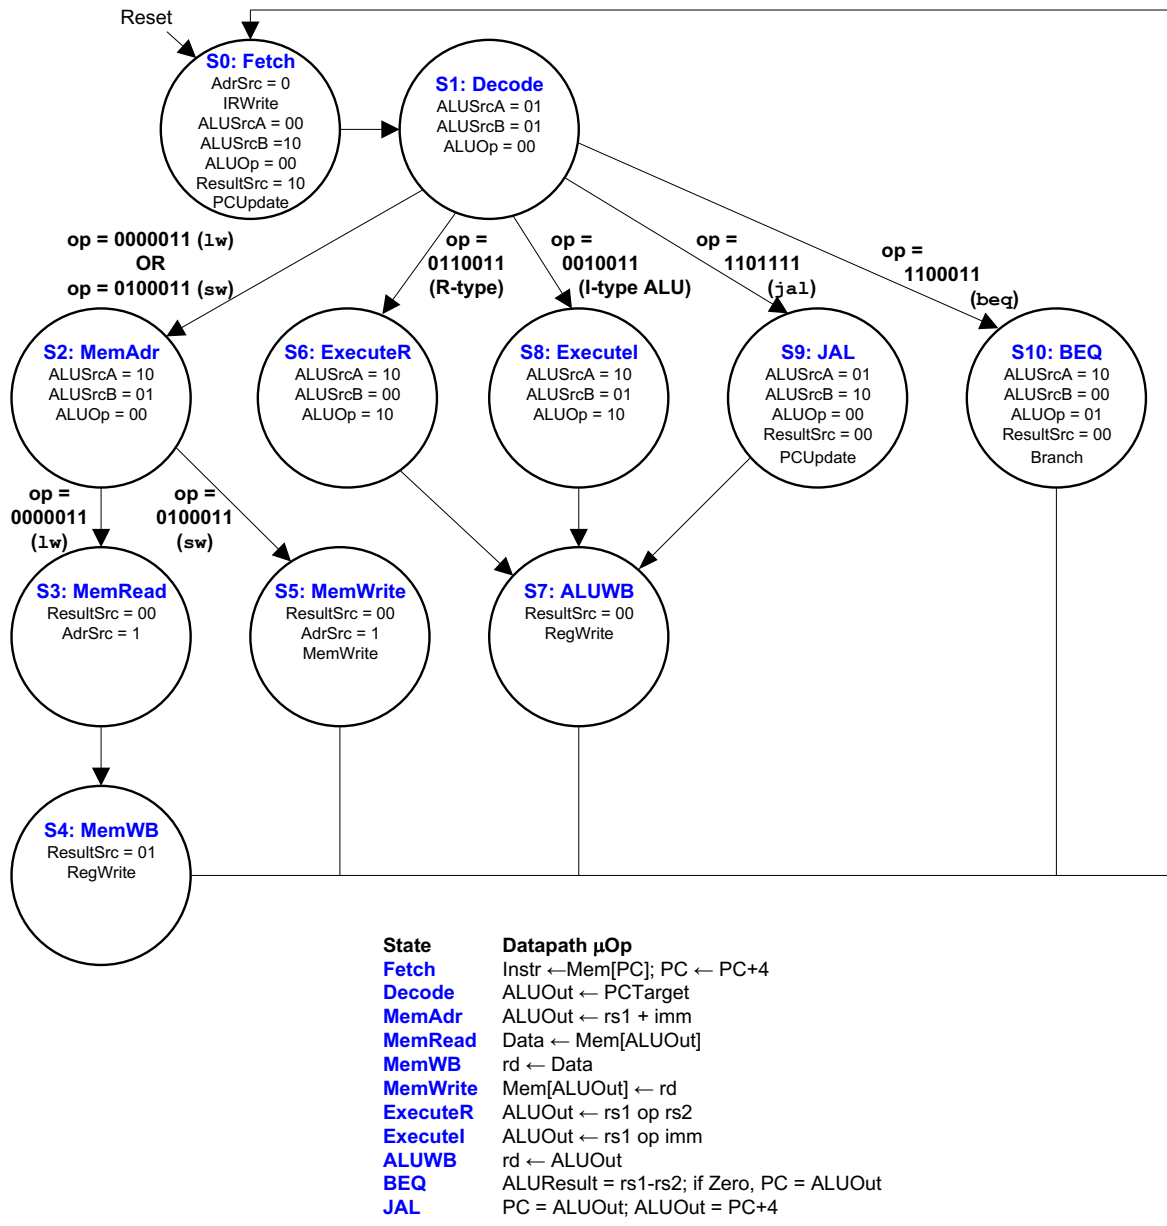 Reset
S0: Fetch
AdrSrc = 0
IRWrite
ALUSrcA = 00
ALUSrcB =10
ALUOp = 00
ResultSrc = 10
PCUpdate
S1: Decode
ALUSrcA = 01
ALUSrcB = 01
ALUOp = 00
op = 0000011 (lw)
OR
op = 0100011 (sw)
op =
0110011
(R-type)
op =
0010011
(I-type ALU)
op =
1101111
(jal)
op =
1100011
(beq)
S2: MemAdr
ALUSrcA = 10
ALUSrcB = 01
ALUOp = 00
S6: ExecuteR
ALUSrcA = 10
ALUSrcB = 00
ALUOp = 10
S8: ExecuteI
ALUSrcA = 10
ALUSrcB = 01
ALUOp = 10
S9: JAL
ALUSrcA = 01
ALUSrcB = 10
ALUOp = 00
ResultSrc = 00
PCUpdate
S10: BEQ
ALUSrcA = 10
ALUSrcB = 00
ALUOp = 01
ResultSrc = 00
Branch
op =
0000011
(lw)
op =
0100011
(sw)
S3: MemRead
ResultSrc = 00
AdrSrc = 1
S5: MemWrite
ResultSrc = 00
AdrSrc = 1
MemWrite
S7: ALUWB
ResultSrc = 00
RegWrite
S4: MemWB
ResultSrc = 01
RegWrite
State Datapath µOp
Fetch Instr ←Mem[PC]; PC ← PC+4
Decode ALUOut ← PCTarget
MemAdr ALUOut ← rs1 + imm
MemRead Data ← Mem[ALUOut]
MemWB rd ← Data
MemWrite Mem[ALUOut] ← rd
ExecuteR ALUOut ← rs1 op rs2
ExecuteI ALUOut ← rs1 op imm
ALUWB rd ← ALUOut
BEQ ALUResult = rs1-rs2; if Zero, PC = ALUOut
JAL PC = ALUOut; ALUOut = PC+4